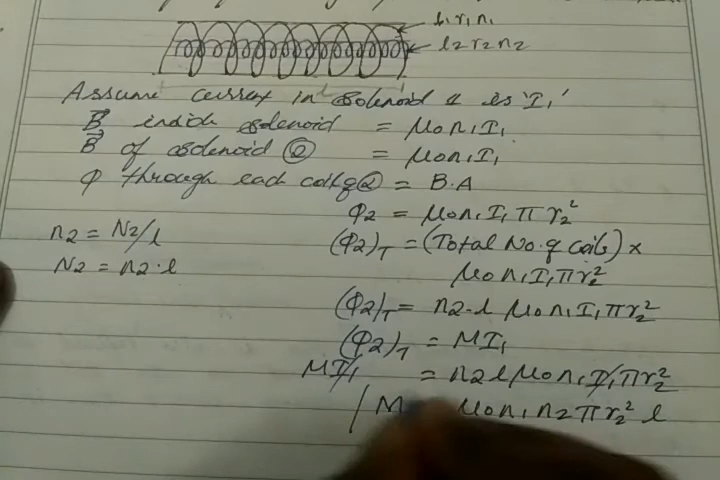 l1 r1 n1
l2 r2 n2
Assume current in solenoid 1 is 'I1'
B⃗ inside solenoid = μ0n1I1
B⃗ of solenoid ② = μ0n1I1
φ through each coil of ② = B.A
φ2 = μ0n1I1πr2²
n2 = N2/l
(φ2)T = (Total No. of coils) ×
N2 = n2·l
μ0n1I1πr2²
(φ2)T = n2·l μ0n1I1πr2²
(φ2)T = MI1
MI1 = n2lμ0n1I1πr2²
M μ0n1n2πr2²l